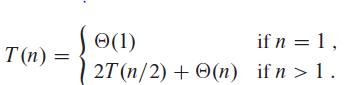 T(n) = { Θ(1) if n = 1 ,
2T(n/2) + Θ(n) if n > 1 .